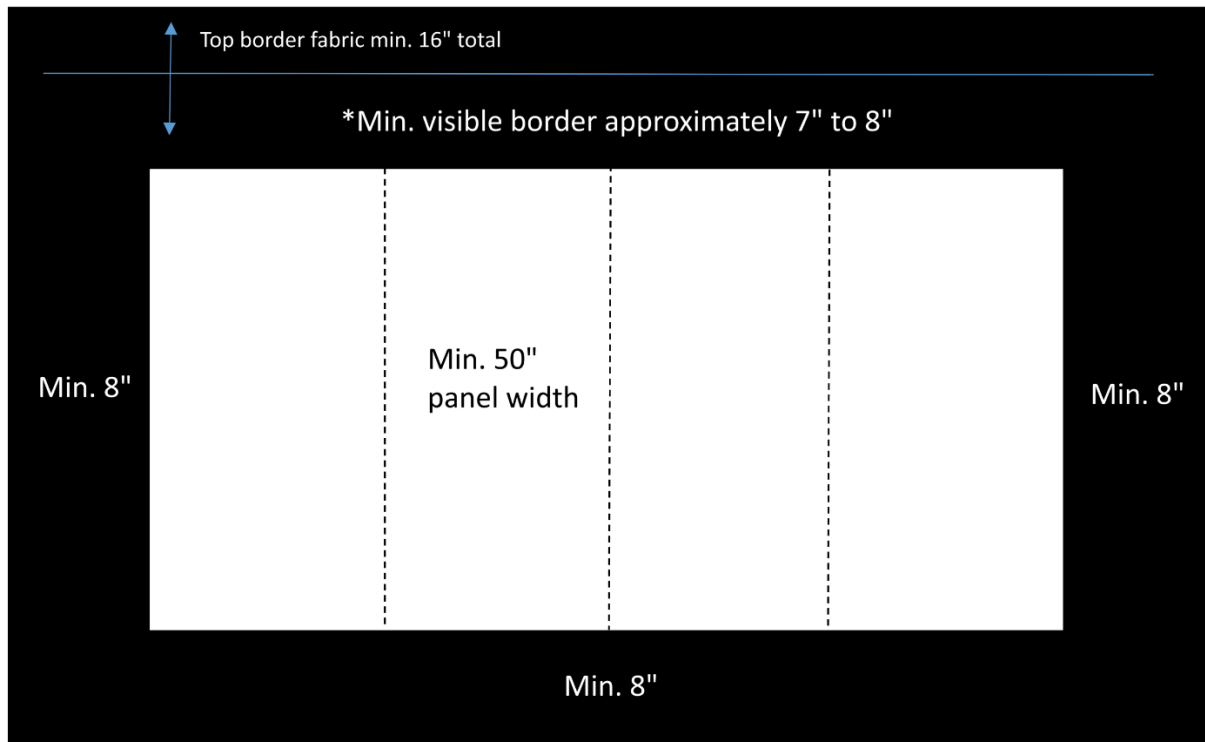 Top border fabric min. 16" total
*Min. visible border approximately 7" to 8"
Min. 50"
panel width
Min. 8"
Min. 8"
Min. 8"